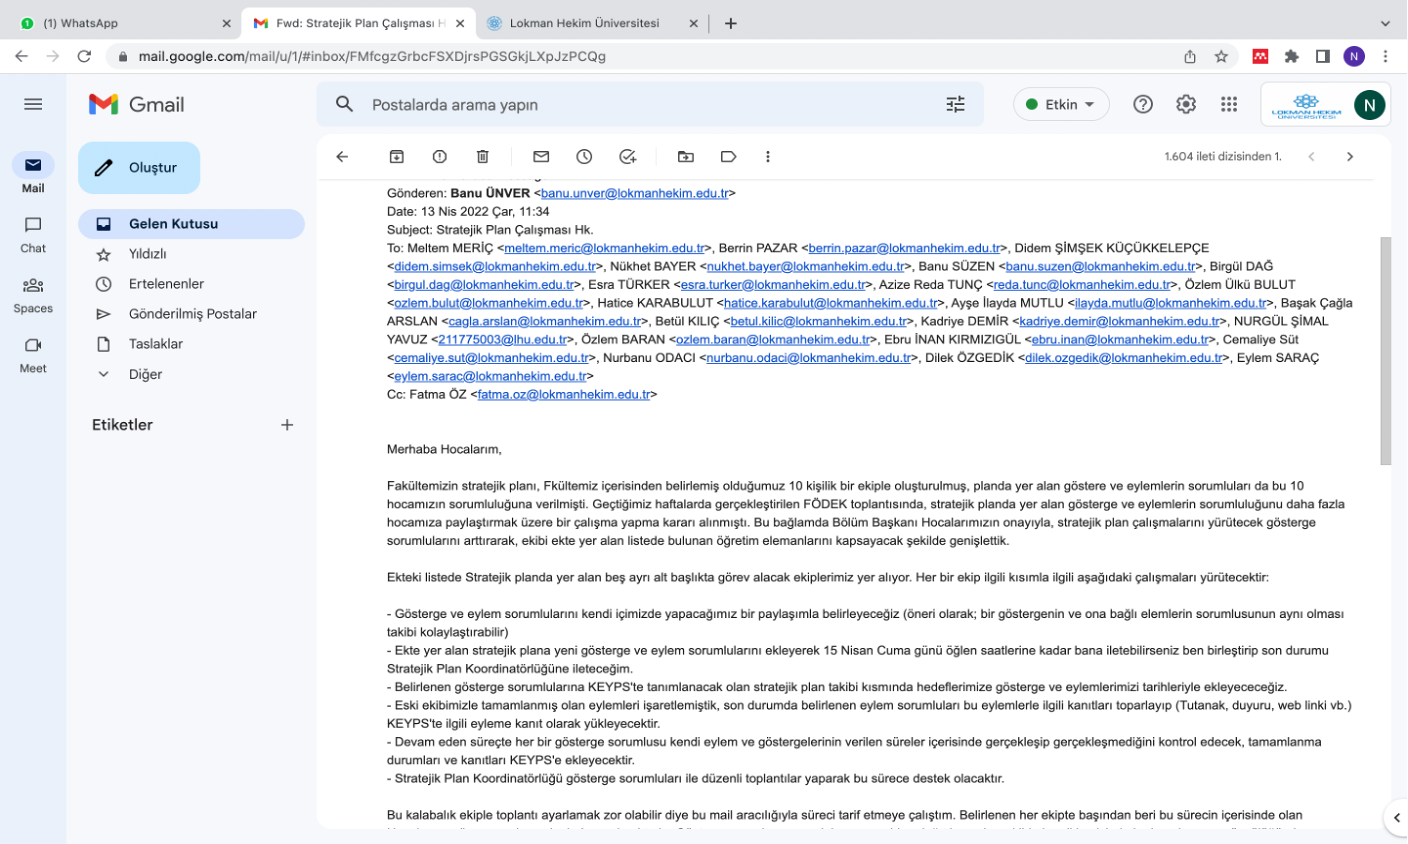 (1) WhatsApp
Fwd: Stratejik Plan Çalışması H
Lokman Hekim Üniversitesi
mail.google.com/mail/u/1/#inbox/FMfcgzGrbcFSXDjrsPGSGkjLXpJzPCQg
N
Gmail
Postalarda arama yapın
Etkin
LOKMAN HEKIM
ÜNİVERSİTESİ
N
Oluştur
1.604 ileti dizisinden 1.
Mail
Chat
Spaces
Meet
Gelen Kutusu
Yıldızlı
Ertelenenler
Gönderilmiş Postalar
Taslaklar
Diğer
Etiketler
Gönderen: Banu ÜNVER <banu.unver@lokmanhekim.edu.tr>
Date: 13 Nis 2022 Çar, 11:34
Subject: Stratejik Plan Çalışması Hk.
To: Meltem MERİÇ <meltem.meric@lokmanhekim.edu.tr>, Berrin PAZAR <berrin.pazar@lokmanhekim.edu.tr>, Didem ŞİMŞEK KÜÇÜKKELEPÇE
<didem.simsek@lokmanhekim.edu.tr>, Nükhet BAYER <nukhet.bayer@lokmanhekim.edu.tr>, Banu SÜZEN <banu.suzen@lokmanhekim.edu.tr>, Birgül DAĞ
<birgul.dag@lokmanhekim.edu.tr>, Esra TÜRKER <esra.turker@lokmanhekim.edu.tr>, Azize Reda TUNÇ <reda.tunc@lokmanhekim.edu.tr>, Özlem Ülkü BULUT
<ozlem.bulut@lokmanhekim.edu.tr>, Hatice KARABULUT <hatice.karabulut@lokmanhekim.edu.tr>, Ayşe İlayda MUTLU <ilayda.mutlu@lokmanhekim.edu.tr>, Başak Çağla
ARSLAN <cagla.arslan@lokmanhekim.edu.tr>, Betül KILIÇ <betul.kilic@lokmanhekim.edu.tr>, Kadriye DEMİR <kadriye.demir@lokmanhekim.edu.tr>, NURGÜL ŞİMAL
YAVUZ <211775003@lhu.edu.tr>, Özlem BARAN <ozlem.baran@lokmanhekim.edu.tr>, Ebru İNAN KIRMIZIGÜL <ebru.inan@lokmanhekim.edu.tr>, Cemaliye Süt
<cemaliye.sut@lokmanhekim.edu.tr>, Nurbanu ODACI <nurbanu.odaci@lokmanhekim.edu.tr>, Dilek ÖZGEDİK <dilek.ozgedik@lokmanhekim.edu.tr>, Eylem SARAÇ
<eylem.sarac@lokmanhekim.edu.tr>
Cc: Fatma ÖZ <fatma.oz@lokmanhekim.edu.tr>
Merhaba Hocalarım,
Fakültemizin stratejik planı, Fkültemiz içerisinden belirlemiş olduğumuz 10 kişilik bir ekiple oluşturulmuş, planda yer alan göstere ve eylemlerin sorumluları da bu 10
hocamızın sorumluluğuna verilmişti. Geçtiğimiz haftalarda gerçekleştirilen FÖDEK toplantısında, stratejik planda yer alan gösterge ve eylemlerin sorumluluğunu daha fazla
hocamıza paylaştırmak üzere bir çalışma yapma kararı alınmıştı. Bu bağlamda Bölüm Başkanı Hocalarımızın onayıyla, stratejik plan çalışmalarını yürütecek gösterge
sorumlularını arttırarak, ekibi ekte yer alan listede bulunan öğretim elemanlarını kapsayacak şekilde genişlettik.
Ekteki listede Stratejik planda yer alan beş ayrı alt başlıkta görev alacak ekiplerimiz yer alıyor. Her bir ekip ilgili kısımla ilgili aşağıdaki çalışmaları yürütecektir:
- Gösterge ve eylem sorumlularını kendi içimizde yapacağımız bir paylaşımla belirleyeceğiz (öneri olarak; bir göstergenin ve ona bağlı elemlerin sorumlusunun aynı olması
takibi kolaylaştırabilir)
- Ekte yer alan stratejik plana yeni gösterge ve eylem sorumlularını ekleyerek 15 Nisan Cuma günü öğlen saatlerine kadar bana iletebilirseniz ben birleştirip son durumu
Stratejik Plan Koordinatörlüğüne ileteceğim.
- Belirlenen gösterge sorumlularına KEYPS'te tanımlanacak olan stratejik plan takibi kısmında hedeflerimize gösterge ve eylemlerimizi tarihleriyle ekleyececeğiz.
- Eski ekibimizle tamamlanmış olan eylemleri işaretlemiştik, son durumda belirlenen eylem sorumluları bu eylemlerle ilgili kanıtları toparlayıp (Tutanak, duyuru, web linki vb.)
KEYPS'te ilgili eyleme kanıt olarak yükleyecektir.
- Devam eden süreçte her bir gösterge sorumlusu kendi eylem ve göstergelerinin verilen süreler içerisinde gerçekleşip gerçekleşmediğini kontrol edecek, tamamlanma
durumları ve kanıtları KEYPS'e ekleyecektir.
- Stratejik Plan Koordinatörlüğü gösterge sorumluları ile düzenli toplantılar yaparak bu sürece destek olacaktır.
Bu kalabalık ekiple toplantı ayarlamak zor olabilir diye bu mail aracılığıyla süreci tarif etmeye çalıştım. Belirlenen her ekipte başından beri bu sürecin içerisinde olan